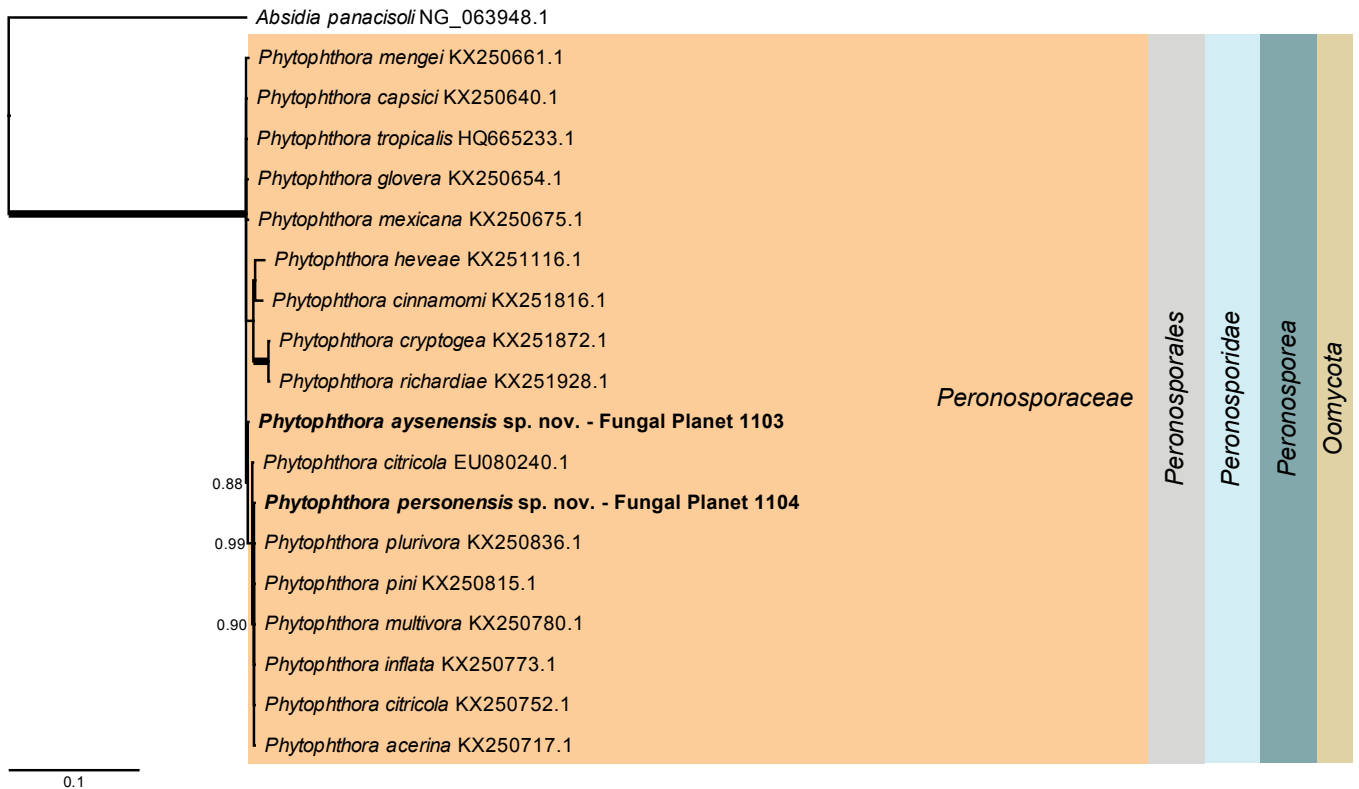 Absidia panacisoli NG_063948.1
Phytophthora mengei KX250661.1
Phytophthora capsici KX250640.1
Phytophthora tropicalis HQ665233.1
Phytophthora glovera KX250654.1
Phytophthora mexicana KX250675.1
Phytophthora heveae KX251116.1
Phytophthora cinnamomi KX251816.1
Phytophthora cryptogea KX251872.1
Phytophthora richardiae KX251928.1
Phytophthora aysenensis sp. nov. - Fungal Planet 1103
Phytophthora citricola EU080240.1
Phytophthora personensis sp. nov. - Fungal Planet 1104
Phytophthora plurivora KX250836.1
Phytophthora pini KX250815.1
Phytophthora multivora KX250780.1
Phytophthora inflata KX250773.1
Phytophthora citricola KX250752.1
Phytophthora acerina KX250717.1
0.88
0.99
0.90
0.1
Peronosporaceae
Peronosporales
Peronosporidae
Peronosporea
Oomycota